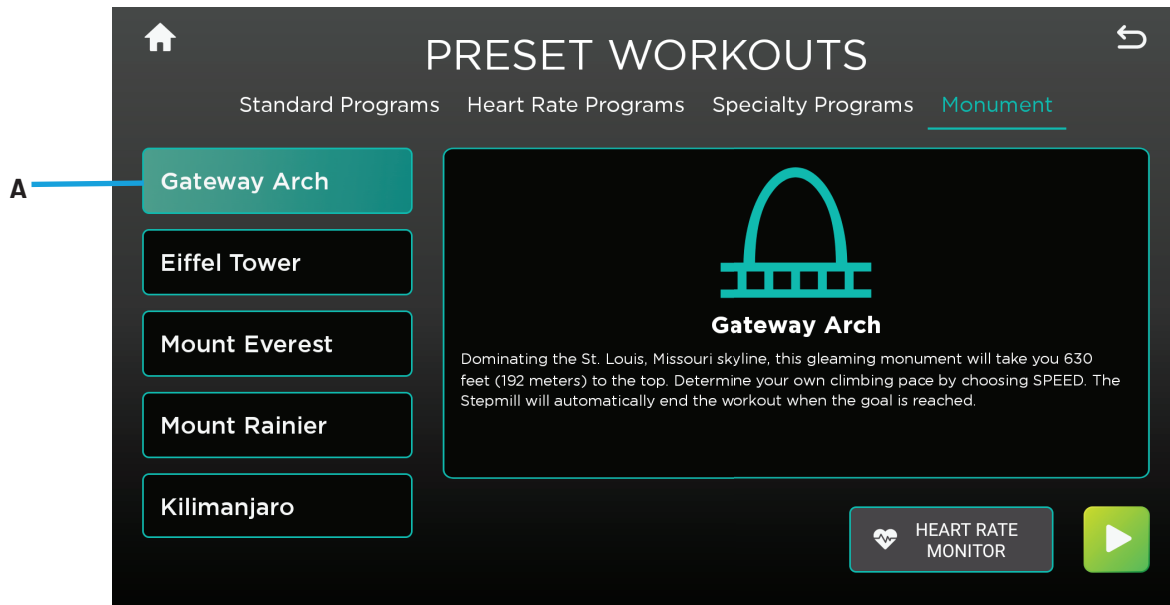 PRESET WORKOUTS
Standard Programs Heart Rate Programs Specialty Programs Monument
A
Gateway Arch
Eiffel Tower
Mount Everest
Mount Rainier
Kilimanjaro
Gateway Arch
Dominating the St. Louis, Missouri skyline, this gleaming monument will take you 630
feet (192 meters) to the top. Determine your own climbing pace by choosing SPEED. The
Stepmill will automatically end the workout when the goal is reached.
HEART RATE
MONITOR